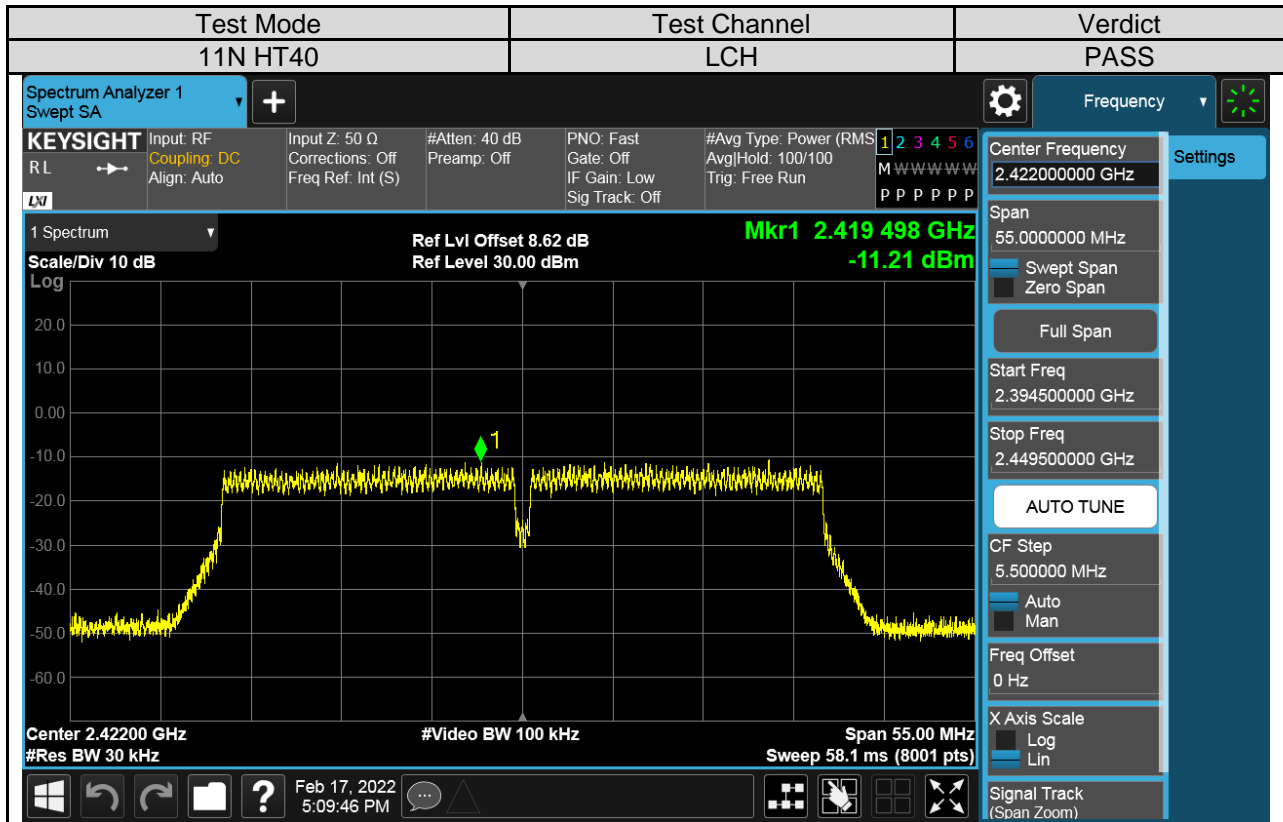 Test Mode Test Channel Verdict
11N HT40 LCH PASS
Spectrum Analyzer 1
Swept SA
+
Frequency
KEYSIGHT Input: RF Input Z: 50 Ω #Atten: 40 dB PNO: Fast #Avg Type: Power (RMS 1 2 3 4 5 6
R L Coupling: DC Corrections: Off Preamp: Off Gate: Off Avg|Hold: 100/100 M W W W W W
Align: Auto Freq Ref: Int (S) IF Gain: Low Trig: Free Run
LXI Sig Track: Off P P P P P P
1 Spectrum
Ref Lvl Offset 8.62 dB Mkr1 2.419 498 GHz
Scale/Div 10 dB Ref Level 30.00 dBm -11.21 dBm
Log
20.0
10.0
0.00
-10.0
-20.0
-30.0
-40.0
-50.0
-60.0
1
Center 2.42200 GHz #Video BW 100 kHz Span 55.00 MHz
#Res BW 30 kHz Sweep 58.1 ms (8001 pts)
Feb 17, 2022
5:09:46 PM
?
Center Frequency
2.422000000 GHz
Settings
Span
55.0000000 MHz
Swept Span
Zero Span
Full Span
Start Freq
2.394500000 GHz
Stop Freq
2.449500000 GHz
AUTO TUNE
CF Step
5.500000 MHz
Auto
Man
Freq Offset
0 Hz
X Axis Scale
Log
Lin
Signal Track
(Span Zoom)